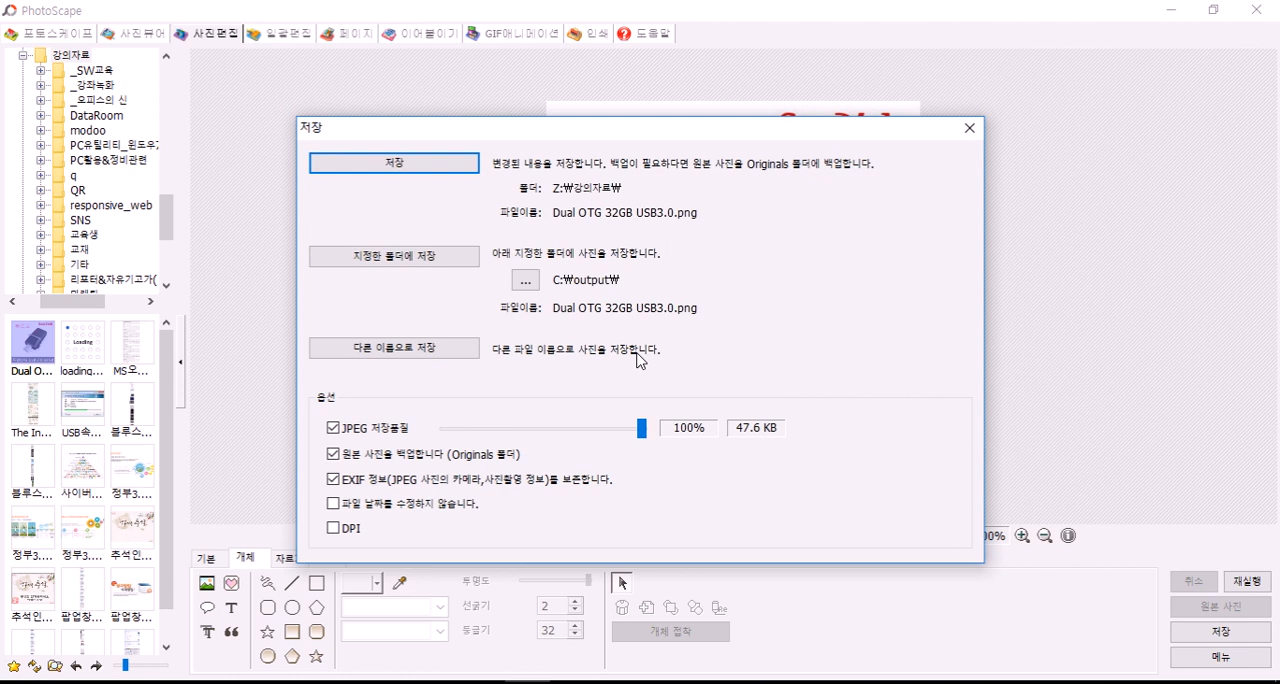 PhotoScape
포토스케이프 사진뷰어 사진편집 일괄편집 페이지 이어붙이기 GIF애니메이션 인쇄 도움말
강의자료
_SW교육
_강좌녹화
_오피스의 신
DataRoom
modoo
PC유틸리티_윈도우7
PC활용&정비관련
q
QR
responsive_web
SNS
교육생
교재
기타
리포터&자유기고가(
Dual O... loading... MS오...
Loading
The In... USB속... 블루스...
블루스... 사이버... 정부3....
정부3.... 정부3.... 추석인...
추석인... 팝업창... 팝업창...
저장
저장 변경된 내용을 저장합니다. 백업이 필요하다면 원본 사진을 Originals 폴더에 백업합니다.
폴더: Z:₩강의자료₩
파일이름: Dual OTG 32GB USB3.0.png
지정한 폴더에 저장 아래 지정한 폴더에 사진을 저장합니다.
... C:₩output₩
파일이름: Dual OTG 32GB USB3.0.png
다른 이름으로 저장 다른 파일 이름으로 사진을 저장합니다.
옵션
JPEG 저장품질 100% 47.6 KB
원본 사진을 백업합니다 (Originals 폴더)
EXIF 정보(JPEG 사진의 카메라,사진촬영 정보)를 보존합니다.
파일 날짜를 수정하지 않습니다.
DPI
기본 개체 자르
투명도
선굵기 2
둥글기 32
개체 접착
취소 재실행
원본 사진
저장
메뉴